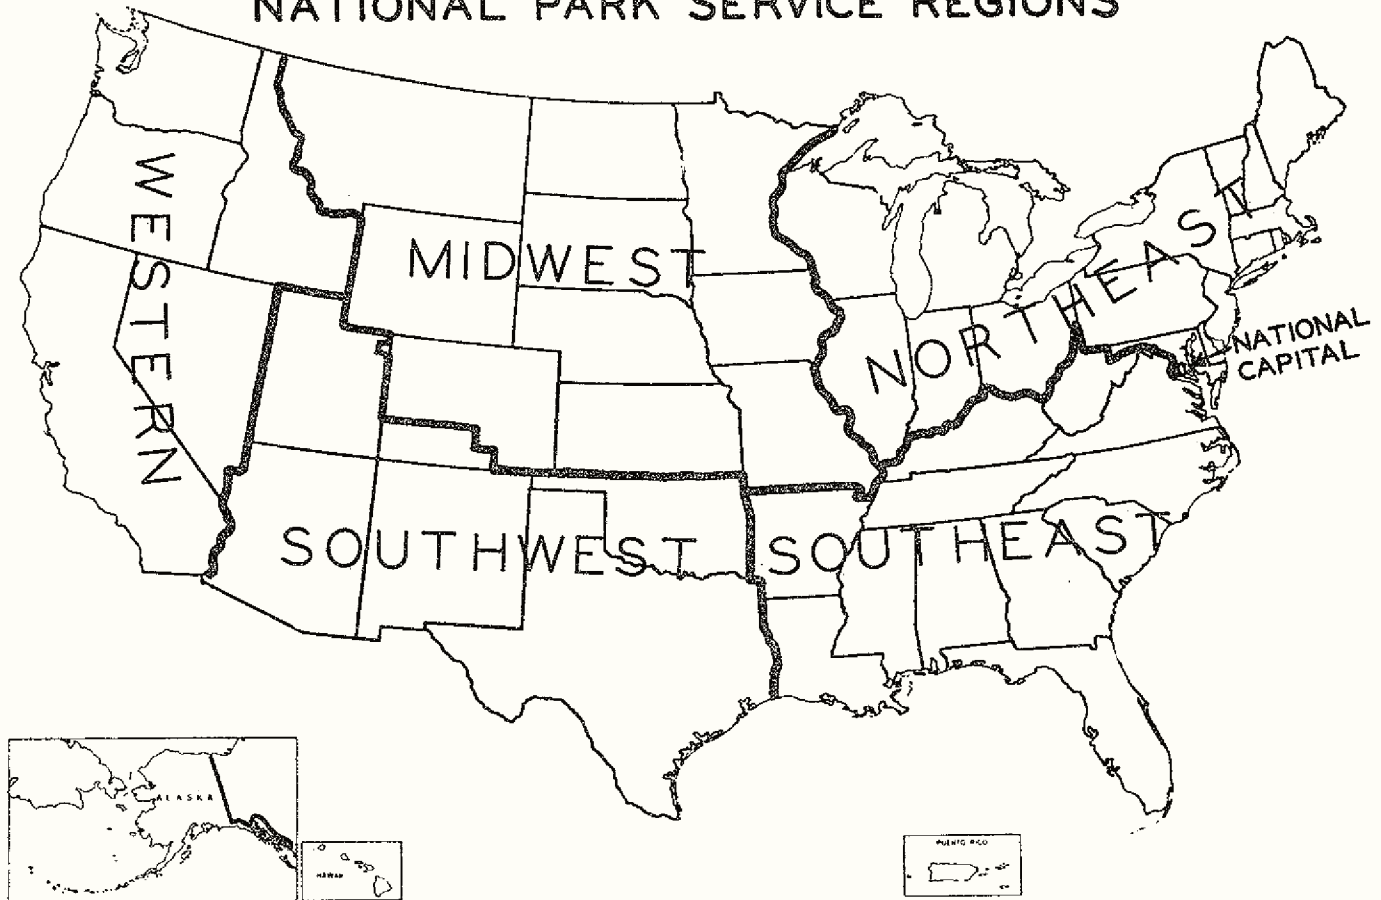 NATIONAL PARK SERVICE REGIONS
WESTERN
MIDWEST
NORTHEAST
NATIONAL
CAPITAL
SOUTHWEST
SOUTHEAST
ALASKA
HAWAII
PUERTO RICO